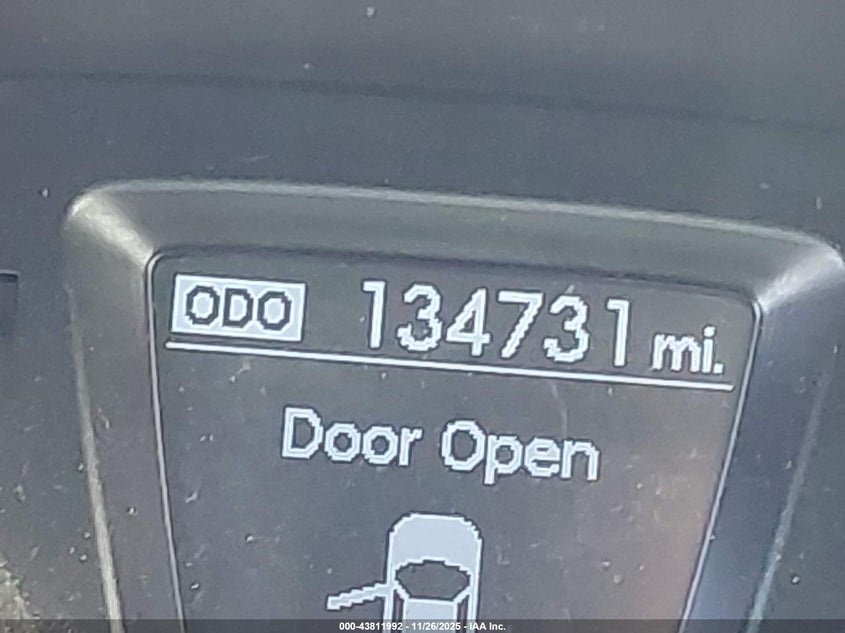 ODO 134731 mi.
Door Open
000-43811992 - 11/26/2025 - IAA Inc.